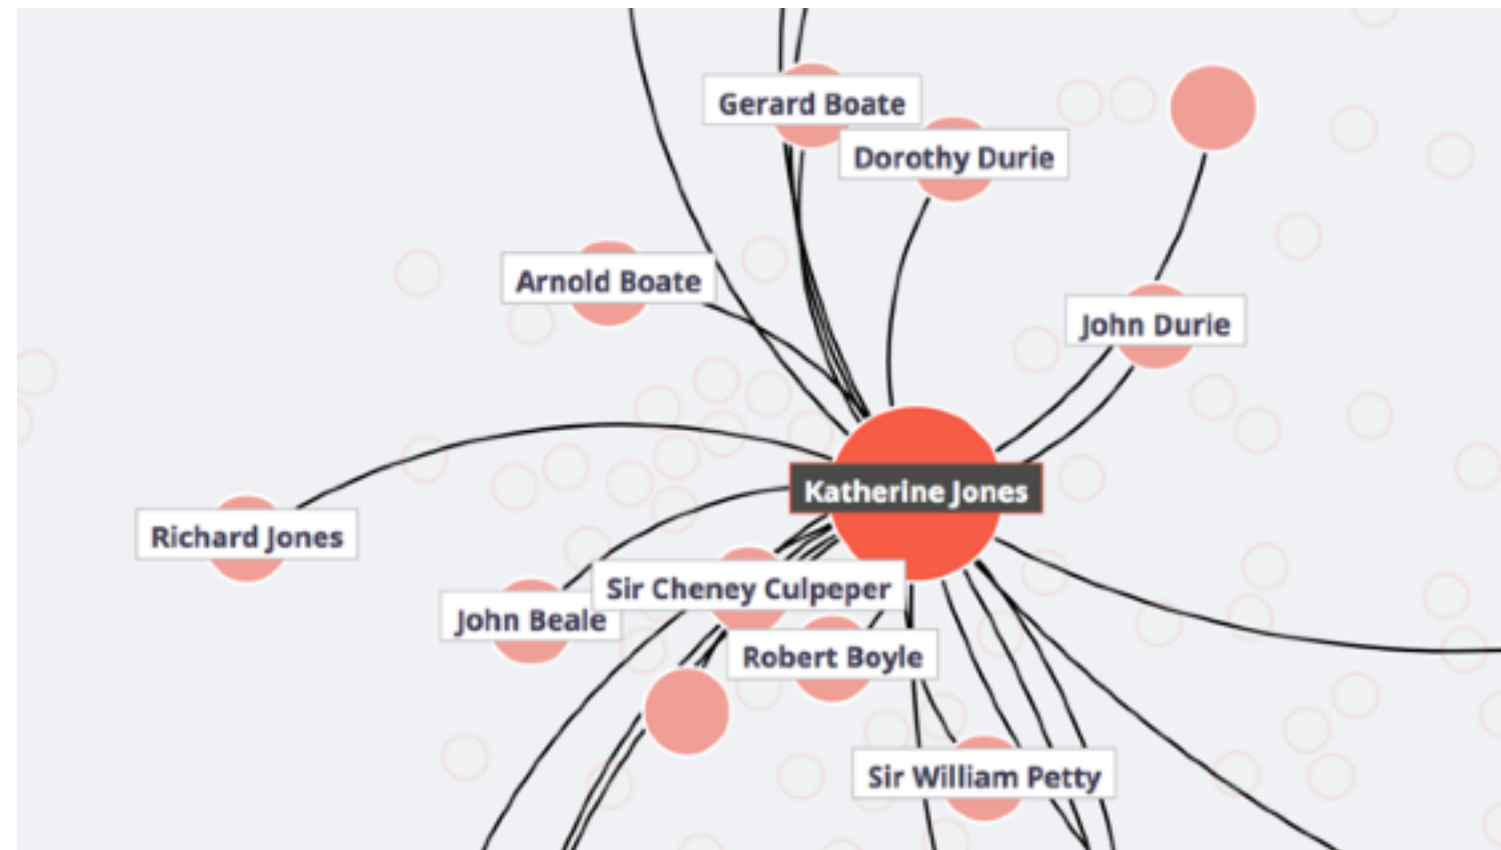 Gerard Boate
Dorothy Durie
Arnold Boate
John Durie
Katherine Jones
Richard Jones
Sir Cheney Culpeper
John Beale
Robert Boyle
Sir William Petty